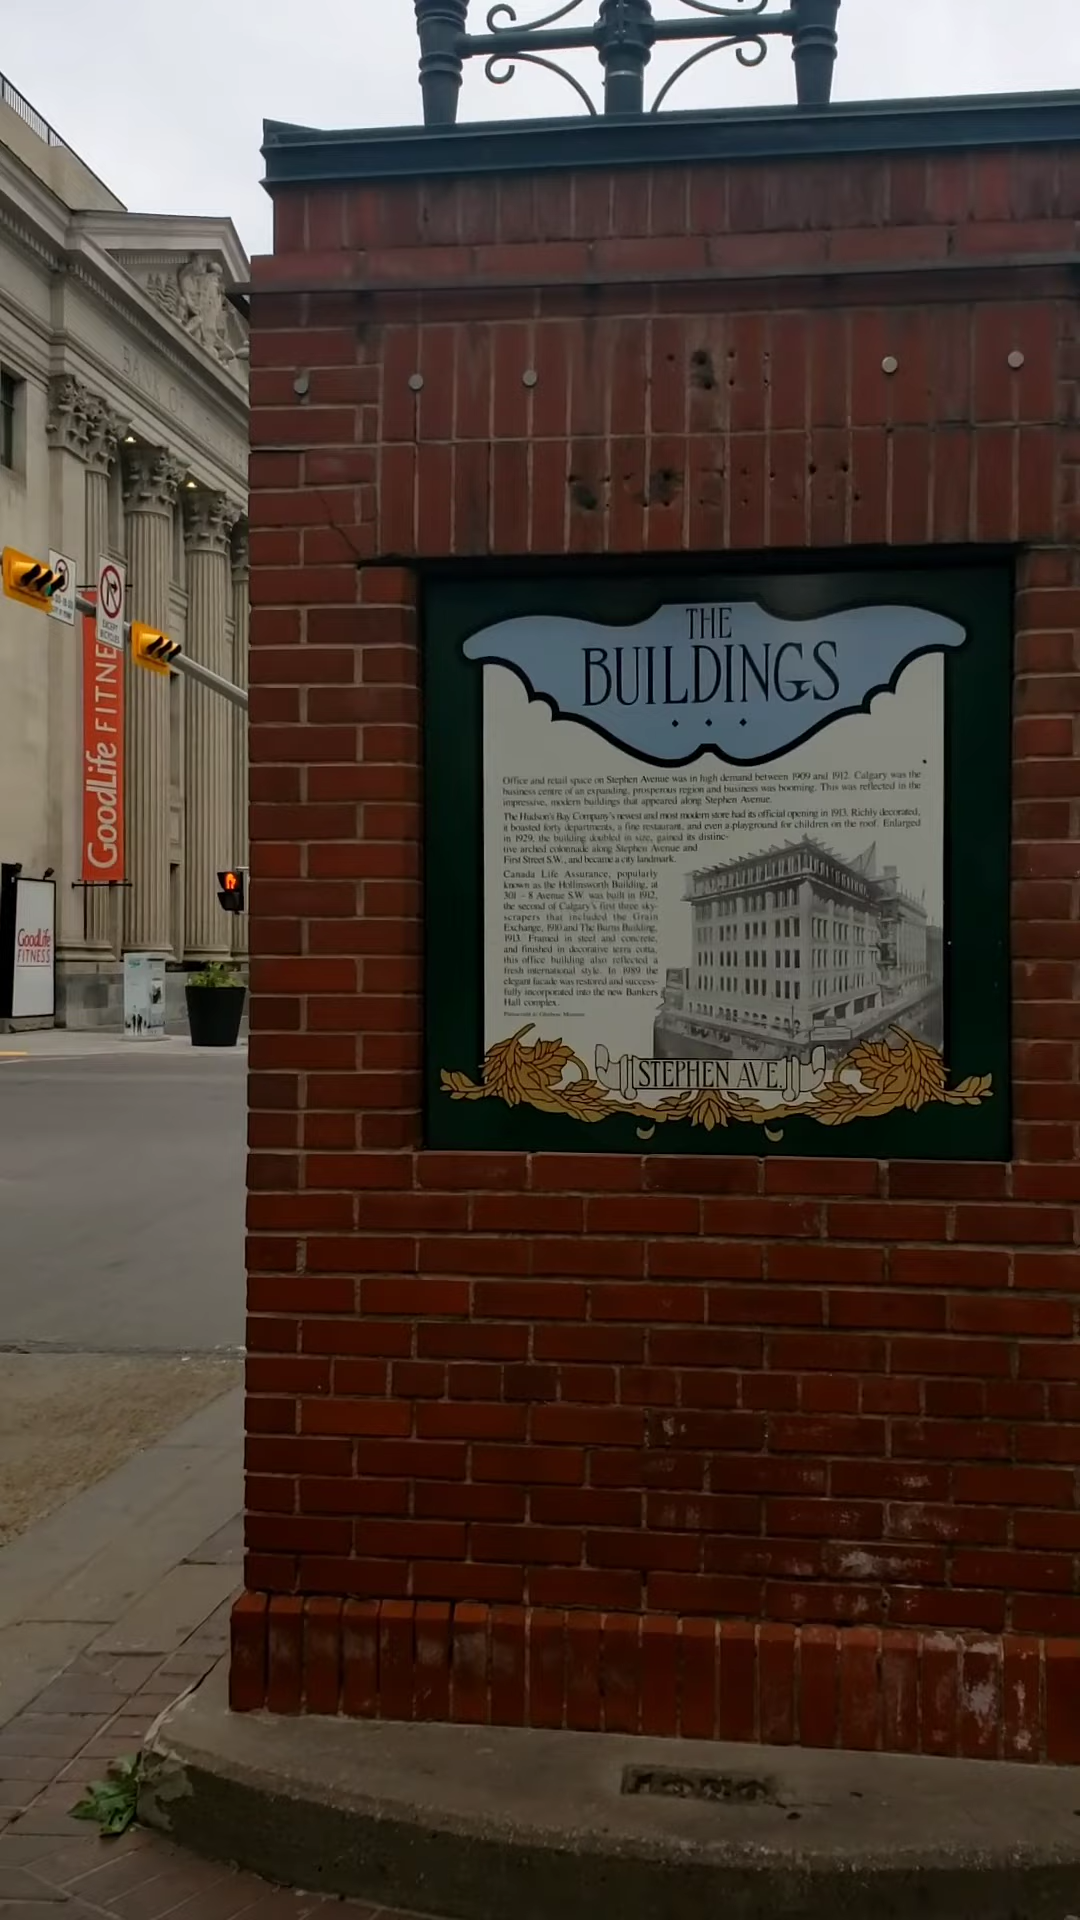 BANK OF
EXCEPT
BICYCLES
GoodLife FITNE
GoodLife
FITNESS
THE
BUILDINGS
Office and retail space on Stephen Avenue was in high demand between 1909 and 1912. Calgary was the
business centre of an expanding, prosperous region and business was booming. This was reflected in the
impressive, modern buildings that appeared along Stephen Avenue.
The Hudson's Bay Company's newest and most modern store had its official opening in 1913. Richly decorated,
it boasted forty departments, a fine restaurant, and even a playground for children on the roof. Enlarged
in 1929, the building doubled in size, gained its distinc-
tive arched colonnade along Stephen Avenue and
First Street S.W., and became a city landmark.
Canada Life Assurance, popularly
known as the Hollinsworth Building, at
301 - 8 Avenue S.W. was built in 1912,
the second of Calgary's first three sky-
scrapers that included the Grain
Exchange, 1910 and The Burns Building,
1913. Framed in steel and concrete,
and finished in decorative terra cotta,
this office building also reflected a
fresh international style. In 1989 the
elegant facade was restored and success-
fully incorporated into the new Bankers
Hall complex.
STEPHEN AVE.